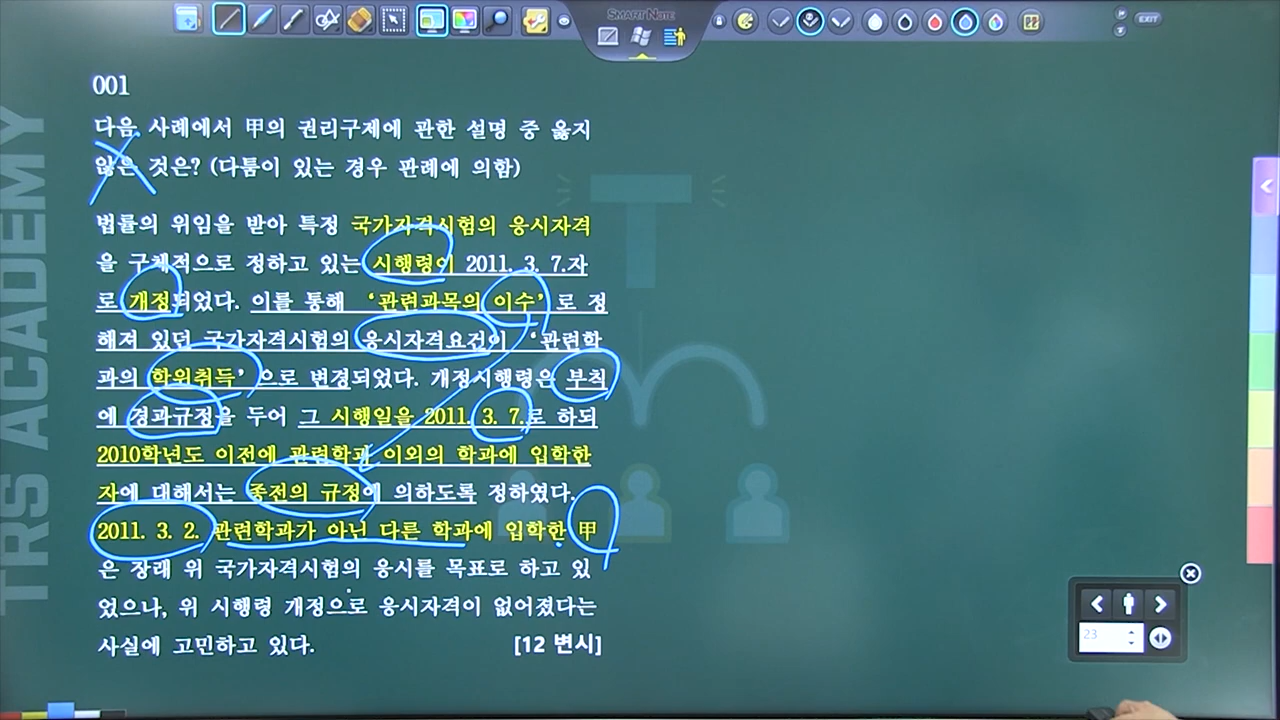 SMART NOTE
EXIT
TRS ACADEMY
001
다음 사례에서 甲의 권리구제에 관한 설명 중 옳지
않은 것은? (다툼이 있는 경우 판례에 의함)
법률의 위임을 받아 특정 국가자격시험의 응시자격
을 구체적으로 정하고 있는 시행령이 2011. 3. 7.자
로 개정되었다. 이를 통해 ‘관련과목의 이수’로 정
해져 있던 국가자격시험의 응시자격요건이 ‘관련학
과의 학위취득’으로 변경되었다. 개정시행령은 부칙
에 경과규정을 두어 그 시행일을 2011. 3. 7.로 하되
2010학년도 이전에 관련학과 이외의 학과에 입학한
자에 대해서는 종전의 규정에 의하도록 정하였다.
2011. 3. 2. 관련학과가 아닌 다른 학과에 입학한 甲
은 장래 위 국가자격시험의 응시를 목표로 하고 있
었으나, 위 시행령 개정으로 응시자격이 없어졌다는
사실에 고민하고 있다. [12 변시]
23